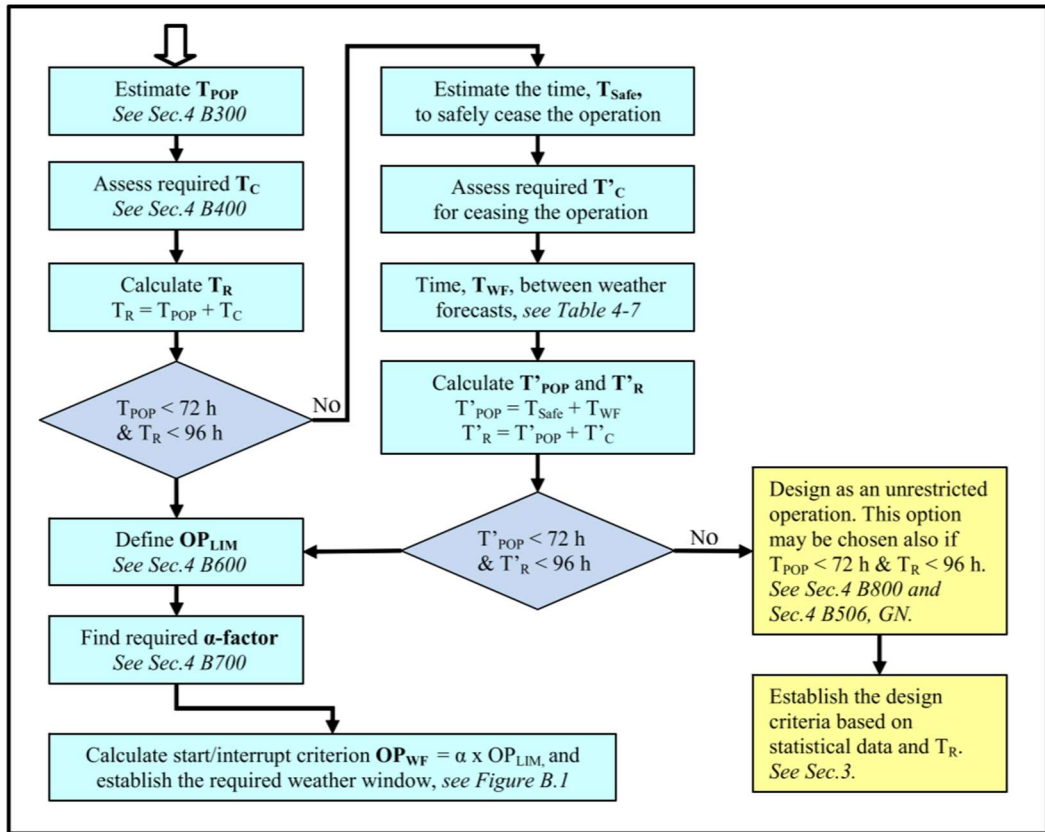 Estimate T_POP
See Sec.4 B300
Assess required T_C
See Sec.4 B400
Calculate T_R
T_R = T_POP + T_C
T_POP < 72 h
& T_R < 96 h
No
Estimate the time, T_Safe,
to safely cease the operation
Assess required T’_C
for ceasing the operation
Time, T_WF, between weather
forecasts, see Table 4-7
Calculate T’_POP and T’_R
T’_POP = T_Safe + T_WF
T’_R = T’_POP + T’_C
T’_POP < 72 h
& T’_R < 96 h
No
Design as an unrestricted
operation. This option
may be chosen also if
T_POP < 72 h & T_R < 96 h.
See Sec.4 B800 and
Sec.4 B506, GN.
Establish the design
criteria based on
statistical data and T_R.
See Sec.3.
Define OP_LIM
See Sec.4 B600
Find required α-factor
See Sec.4 B700
Calculate start/interrupt criterion OP_WF = α x OP_LIM, and
establish the required weather window, see Figure B.1